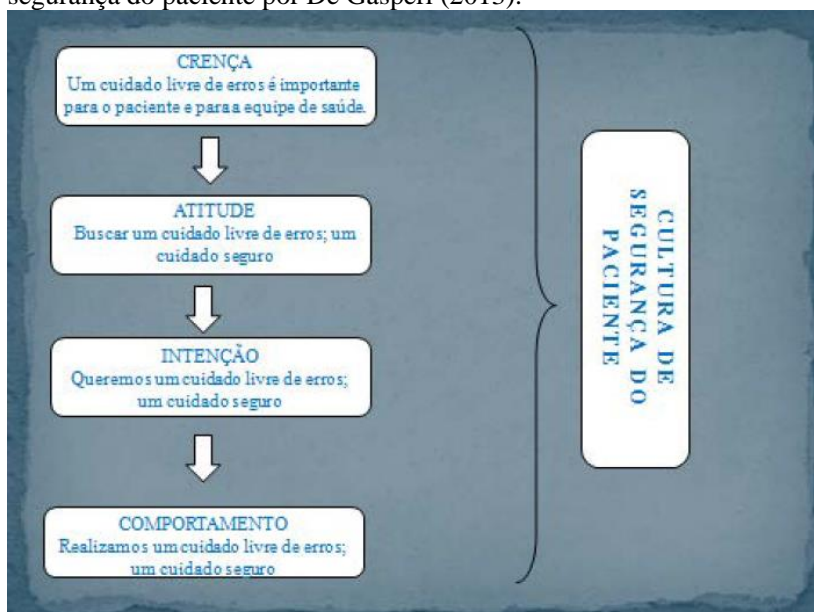 segurança do paciente por De Gasperi (2013).
CRENÇA
Um cuidado livre de erros é importante
para o paciente e para a equipe de saúde.
ATITUDE
Buscar um cuidado livre de erros; um
cuidado seguro
INTENÇÃO
Queremos um cuidado livre de erros;
um cuidado seguro
COMPORTAMENTO
Realizamos um cuidado livre de erros;
um cuidado seguro
CULTURA DE
SEGURANÇA DO
PACIENTE